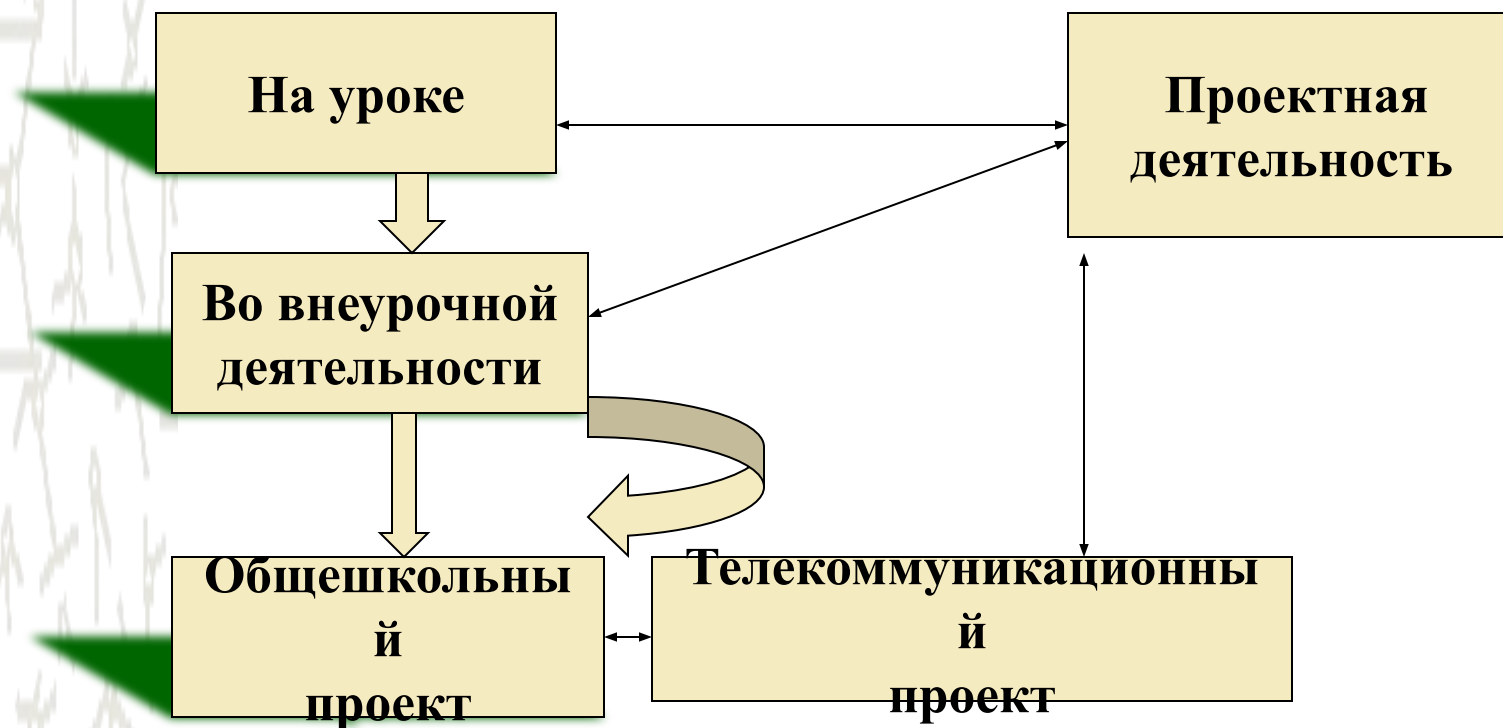 На уроке
Проектная
деятельность
Во внеурочной
деятельности
Общешкольны
й
проект
Телекоммуникационны
й
проект